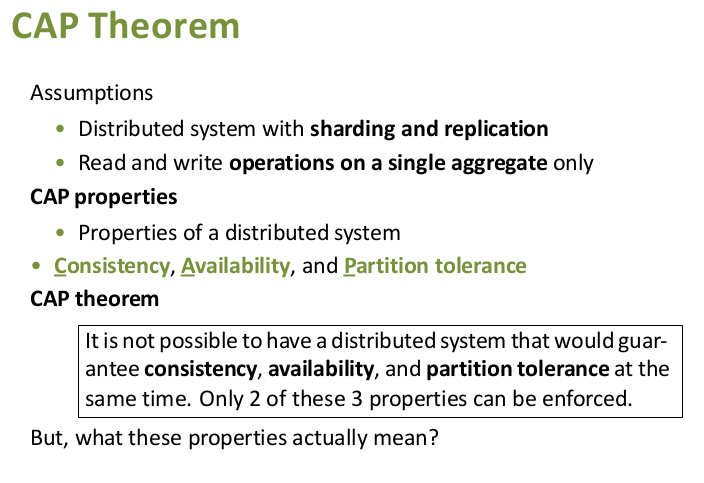 CAP Theorem
Assumptions
• Distributed system with sharding and replication
• Read and write operations on a single aggregate only
CAP properties
• Properties of a distributed system
• Consistency, Availability, and Partition tolerance
CAP theorem
It is not possible to have a distributed system that would guar-
antee consistency, availability, and partition tolerance at the
same time. Only 2 of these 3 properties can be enforced.
But, what these properties actually mean?